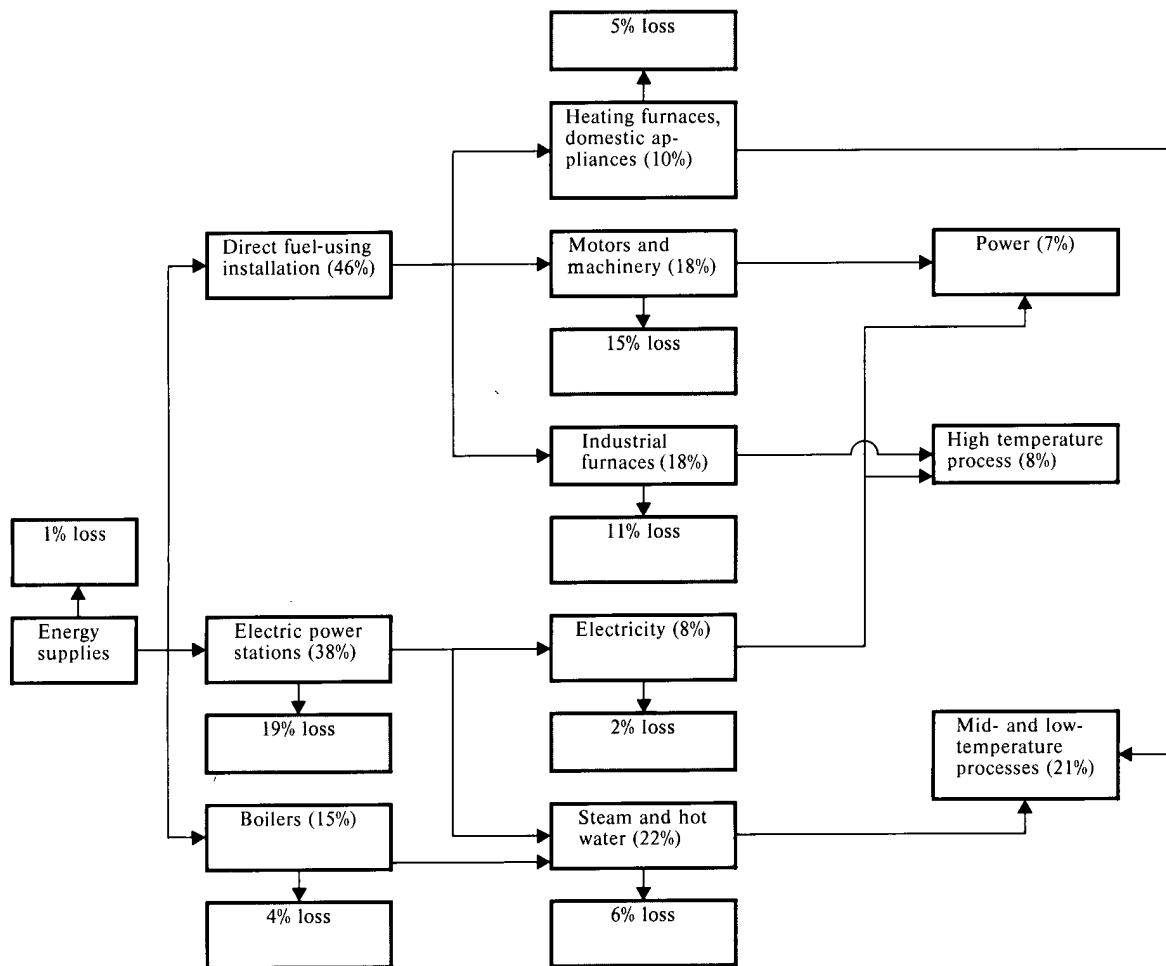 5% loss
Heating furnaces,
domestic ap-
pliances (10%)
Direct fuel-using
installation (46%)
Motors and
machinery (18%)
Power (7%)
15% loss
Industrial
furnaces (18%)
High temperature
process (8%)
1% loss
11% loss
Energy
supplies
Electric power
stations (38%)
Electricity (8%)
19% loss
2% loss
Mid- and low-
temperature
processes (21%)
Boilers (15%)
Steam and hot
water (22%)
4% loss
6% loss